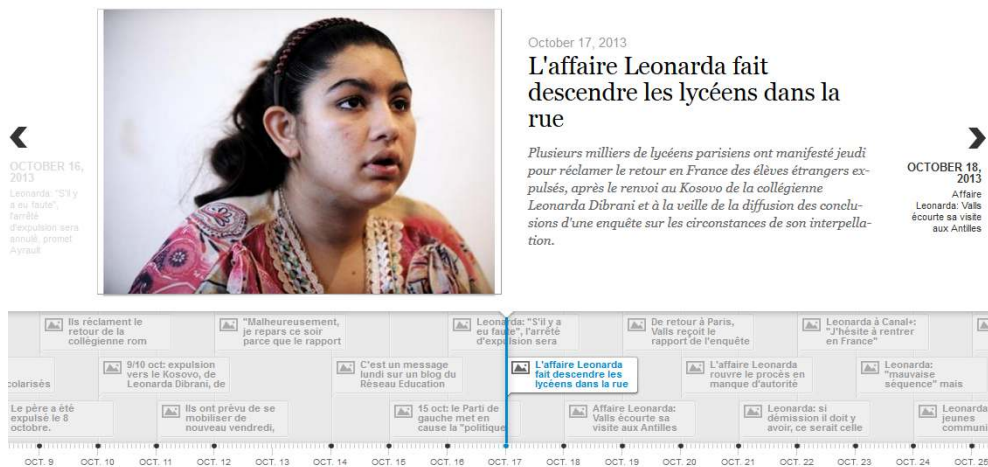 October 17, 2013
L'affaire Leonarda fait
descendre les lycéens dans la
rue
Plusieurs milliers de lycéens parisiens ont manifesté jeudi
pour réclamer le retour en France des élèves étrangers ex-
pulsés, après le renvoi au Kosovo de la collégienne
Leonarda Dibrani et à la veille de la diffusion des conclu-
sions d'une enquête sur les circonstances de son interpella-
tion.
OCTOBER 16,
2013
Leonarda: "S'il y
a eu faute",
l'arrêté
d'expulsion sera
annulé, promet
Ayrault
OCTOBER 18,
2013
Affaire
Leonarda: Valls
écourte sa visite
aux Antilles
Ils réclament le
retour de la
collégienne rom
"Malheureusement,
je repars ce soir
parce que le rapport
Leonarda: "S'il y a
eu faute", l'arrêté
d'expulsion sera
De retour à Paris,
Valls reçoit le
rapport de l'enquête
Leonarda à Canal+:
"J'hésite à rentrer
en France"
colarisés
9/10 oct: expulsion
vers le Kosovo, de
Leonarda Dibrani, de
C'est un message
lundi sur un blog du
Réseau Education
L'affaire Leonarda
fait descendre les
lycéens dans la rue
L'affaire Leonarda
rouvre le procès en
manque d'autorité
Leonarda:
"mauvaise
séquence" mais
Le père a été
expulsé le 8
octobre.
Ils ont prévu de se
mobiliser de
nouveau vendredi,
15 oct: le Parti de
gauche met en
cause la "politique
Affaire Leonarda:
Valls écourte sa
visite aux Antilles
Leonarda: si
démission il doit y
avoir, ce serait celle
Leonarda
jeunes
communi
OCT. 9
OCT. 10
OCT. 11
OCT. 12
OCT. 13
OCT. 14
OCT. 15
OCT. 16
OCT. 17
OCT. 18
OCT. 19
OCT. 20
OCT. 21
OCT. 22
OCT. 23
OCT. 24
OCT. 25